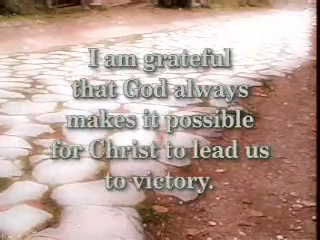 I am grateful
that God always
makes it possible
for Christ to lead us
to victory.